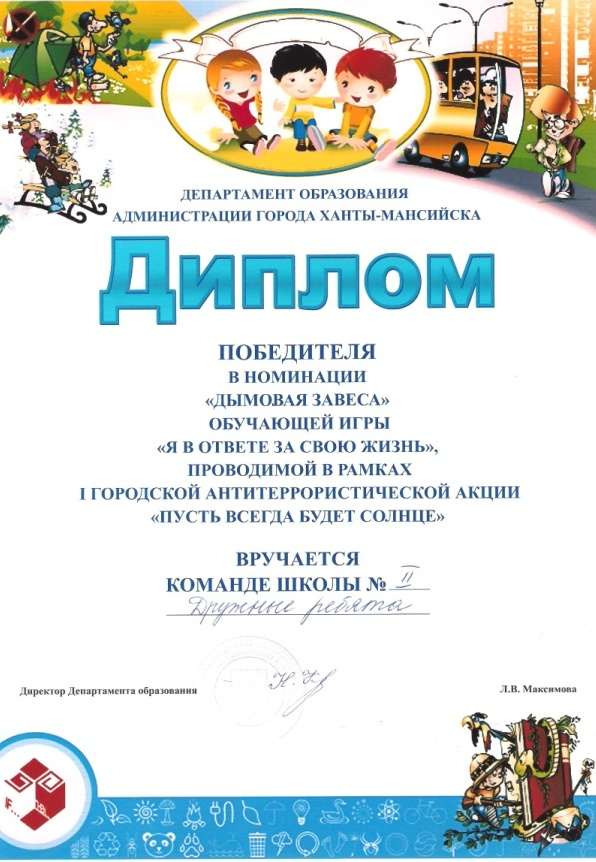 ДЕПАРТАМЕНТ ОБРАЗОВАНИЯ
АДМИНИСТРАЦИИ ГОРОДА ХАНТЫ-МАНСИЙСКА
Диплом
ПОБЕДИТЕЛЯ
В НОМИНАЦИИ
«ДЫМОВАЯ ЗАВЕСА»
ОБУЧАЮЩЕЙ ИГРЫ
«Я В ОТВЕТЕ ЗА СВОЮ ЖИЗНЬ»,
ПРОВОДИМОЙ В РАМКАХ
I ГОРОДСКОЙ АНТИТЕРРОРИСТИЧЕСКОЙ АКЦИИ
«ПУСТЬ ВСЕГДА БУДЕТ СОЛНЦЕ»
ВРУЧАЕТСЯ
КОМАНДЕ ШКОЛЫ № II
Дружные ребята
Директор Департамента образования Л.В. Максимова